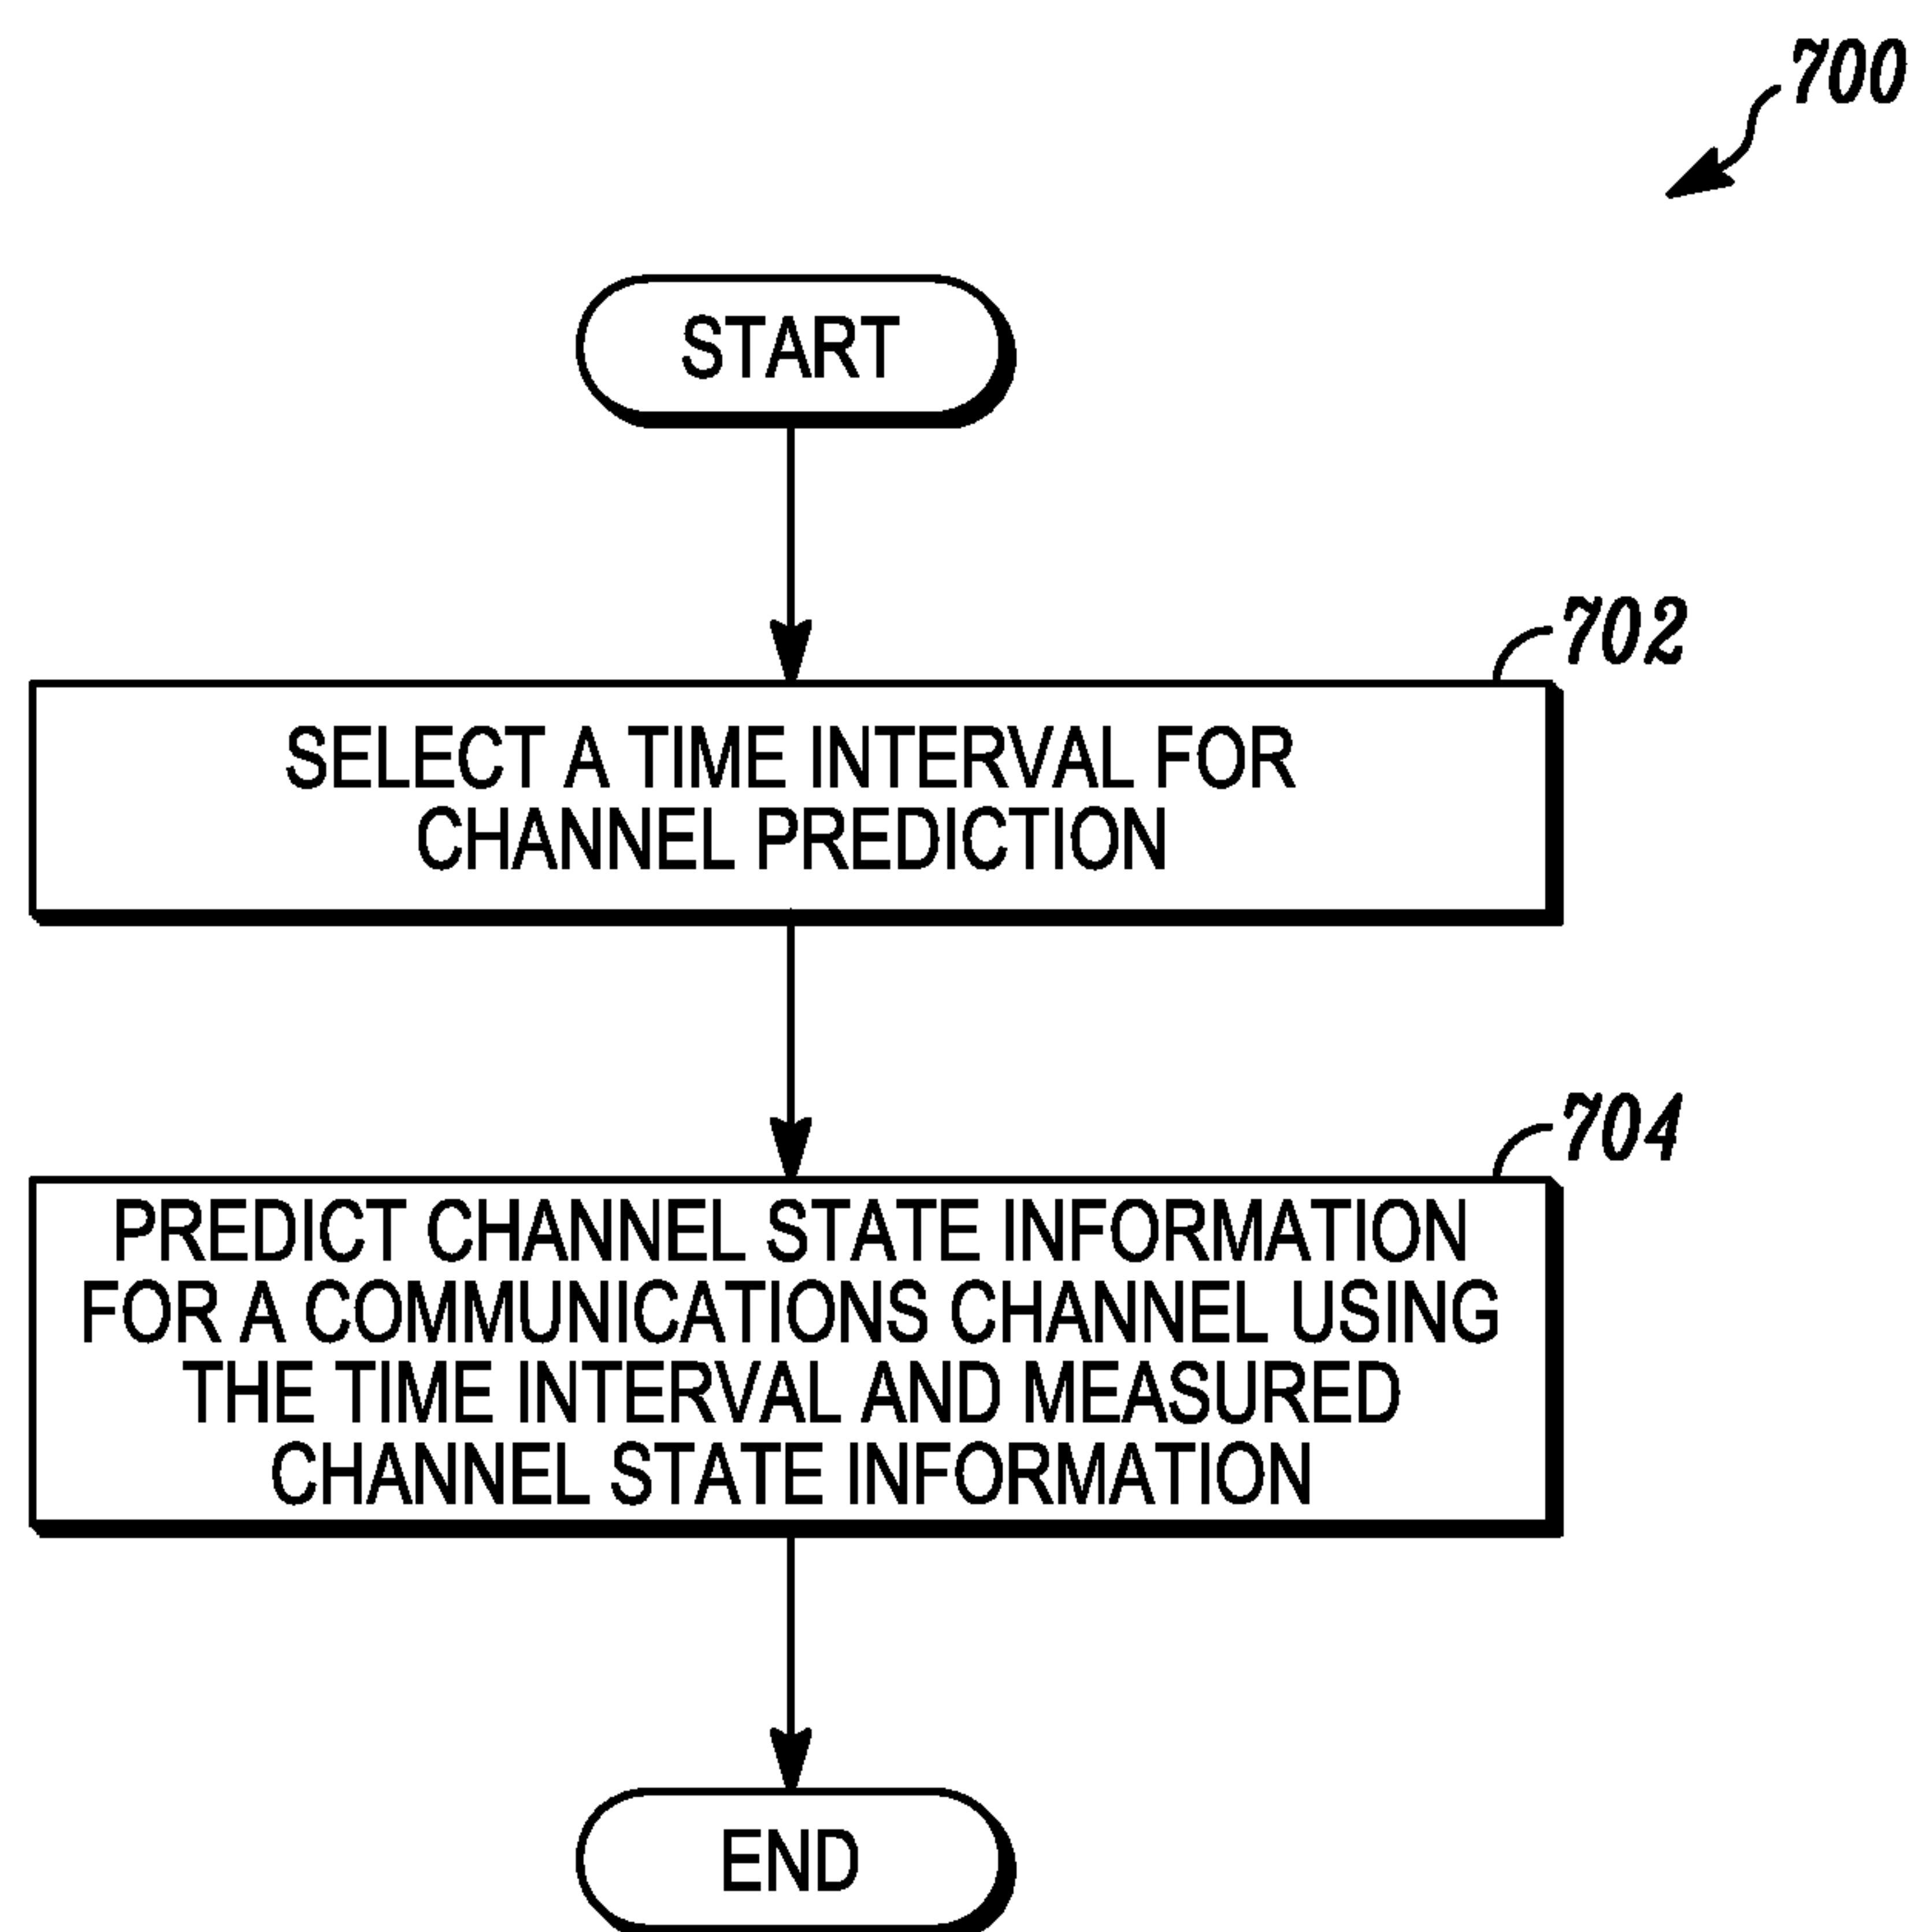 700
START
702
SELECT A TIME INTERVAL FOR
CHANNEL PREDICTION
704
PREDICT CHANNEL STATE INFORMATION
FOR A COMMUNICATIONS CHANNEL USING
THE TIME INTERVAL AND MEASURED
CHANNEL STATE INFORMATION
END